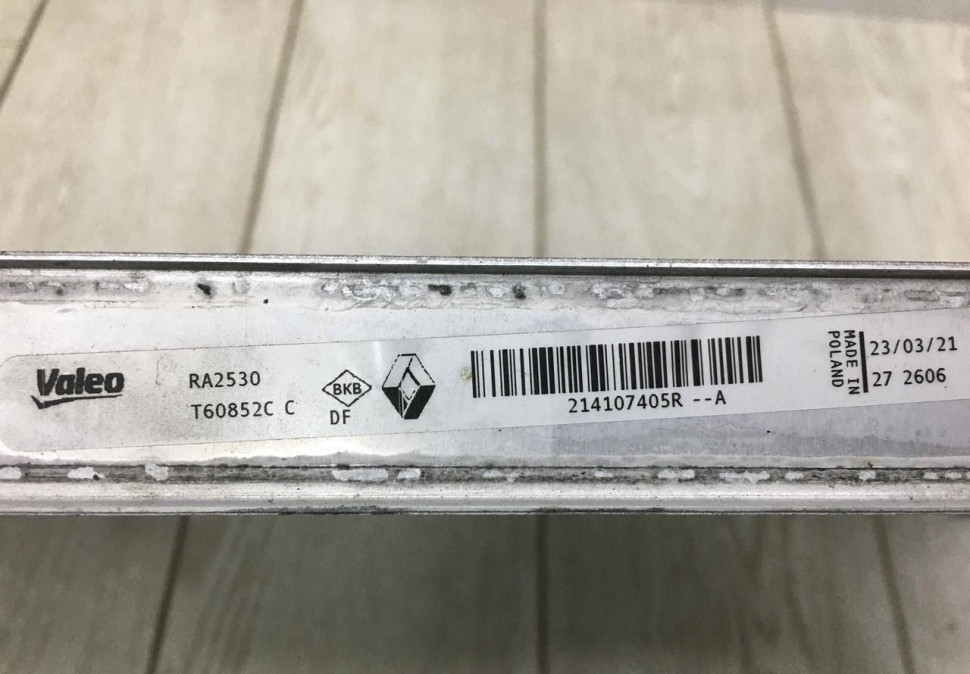 Valeo
RA2530
T60852C C
BKB
DF
214107405R --A
MADE IN
POLAND
23/03/21
27 2606